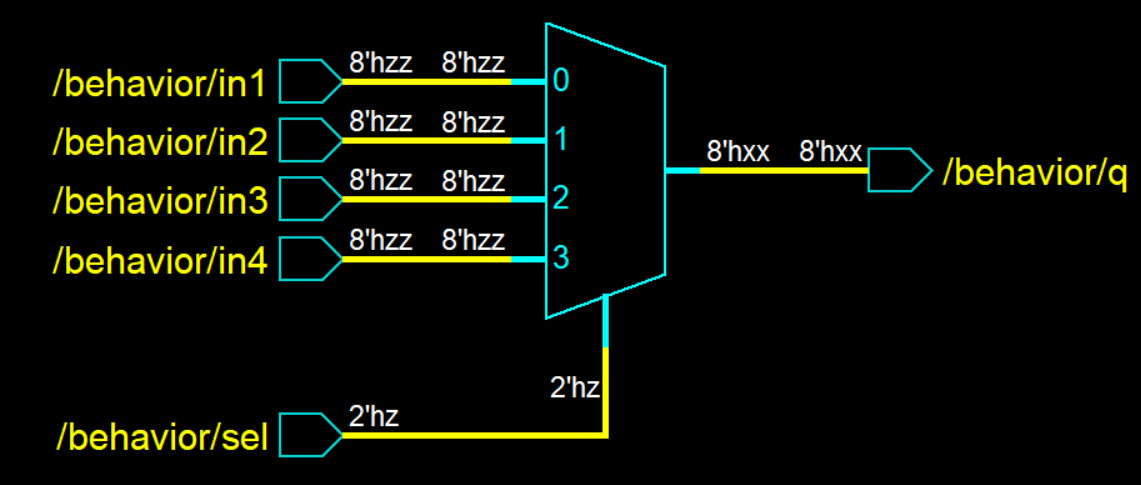 /behavior/in1 8'hzz 8'hzz 0
/behavior/in2 8'hzz 8'hzz 1
/behavior/in3 8'hzz 8'hzz 2
/behavior/in4 8'hzz 8'hzz 3
8'hxx 8'hxx /behavior/q
2'hz
/behavior/sel 2'hz